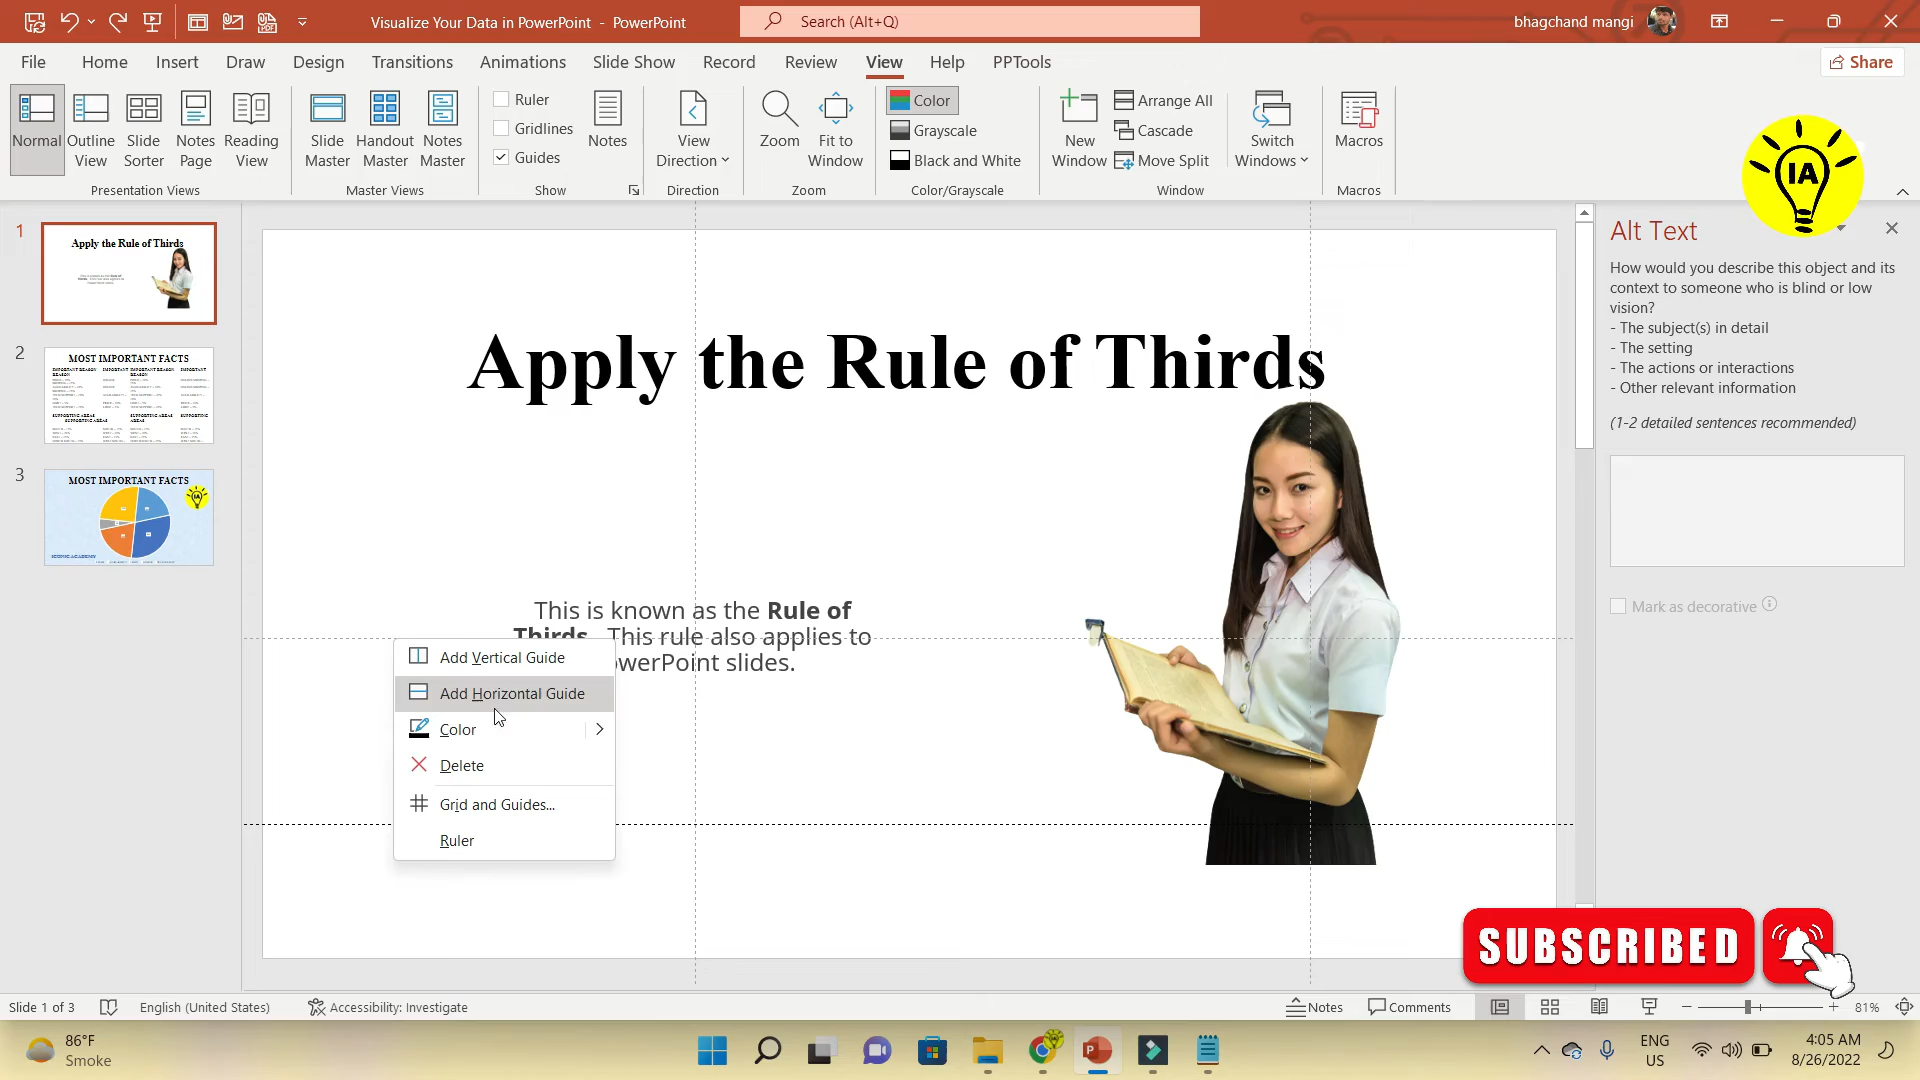 Visualize Your Data in PowerPoint - PowerPoint
Search (Alt+Q)
bhagchand mangi
File Home Insert Draw Design Transitions Animations Slide Show Record Review View Help PPTools
Share
Normal
Outline View
Slide Sorter
Notes Page
Reading View
Presentation Views
Slide Master
Handout Master
Notes Master
Master Views
Ruler
Gridlines
Guides
Show
Notes
View Direction
Direction
Zoom
Fit to Window
Zoom
Color
Grayscale
Black and White
Color/Grayscale
New Window
Arrange All
Cascade
Move Split
Switch Windows
Window
Macros
Macros
IA
1
Apply the Rule of Thirds
2
MOST IMPORTANT FACTS
3
MOST IMPORTANT FACTS
ICONIC ACADEMY
Apply the Rule of Thirds
This is known as the Rule of
Thirds. This rule also applies to
werPoint slides.
Add Vertical Guide
Add Horizontal Guide
Color
Delete
Grid and Guides...
Ruler
Alt Text
How would you describe this object and its
context to someone who is blind or low
vision?
- The subject(s) in detail
- The setting
- The actions or interactions
- Other relevant information
(1-2 detailed sentences recommended)
Mark as decorative
SUBSCRIBED
Slide 1 of 3
English (United States)
Accessibility: Investigate
Notes
Comments
81%
86°F
Smoke
ENG
US
4:05 AM
8/26/2022